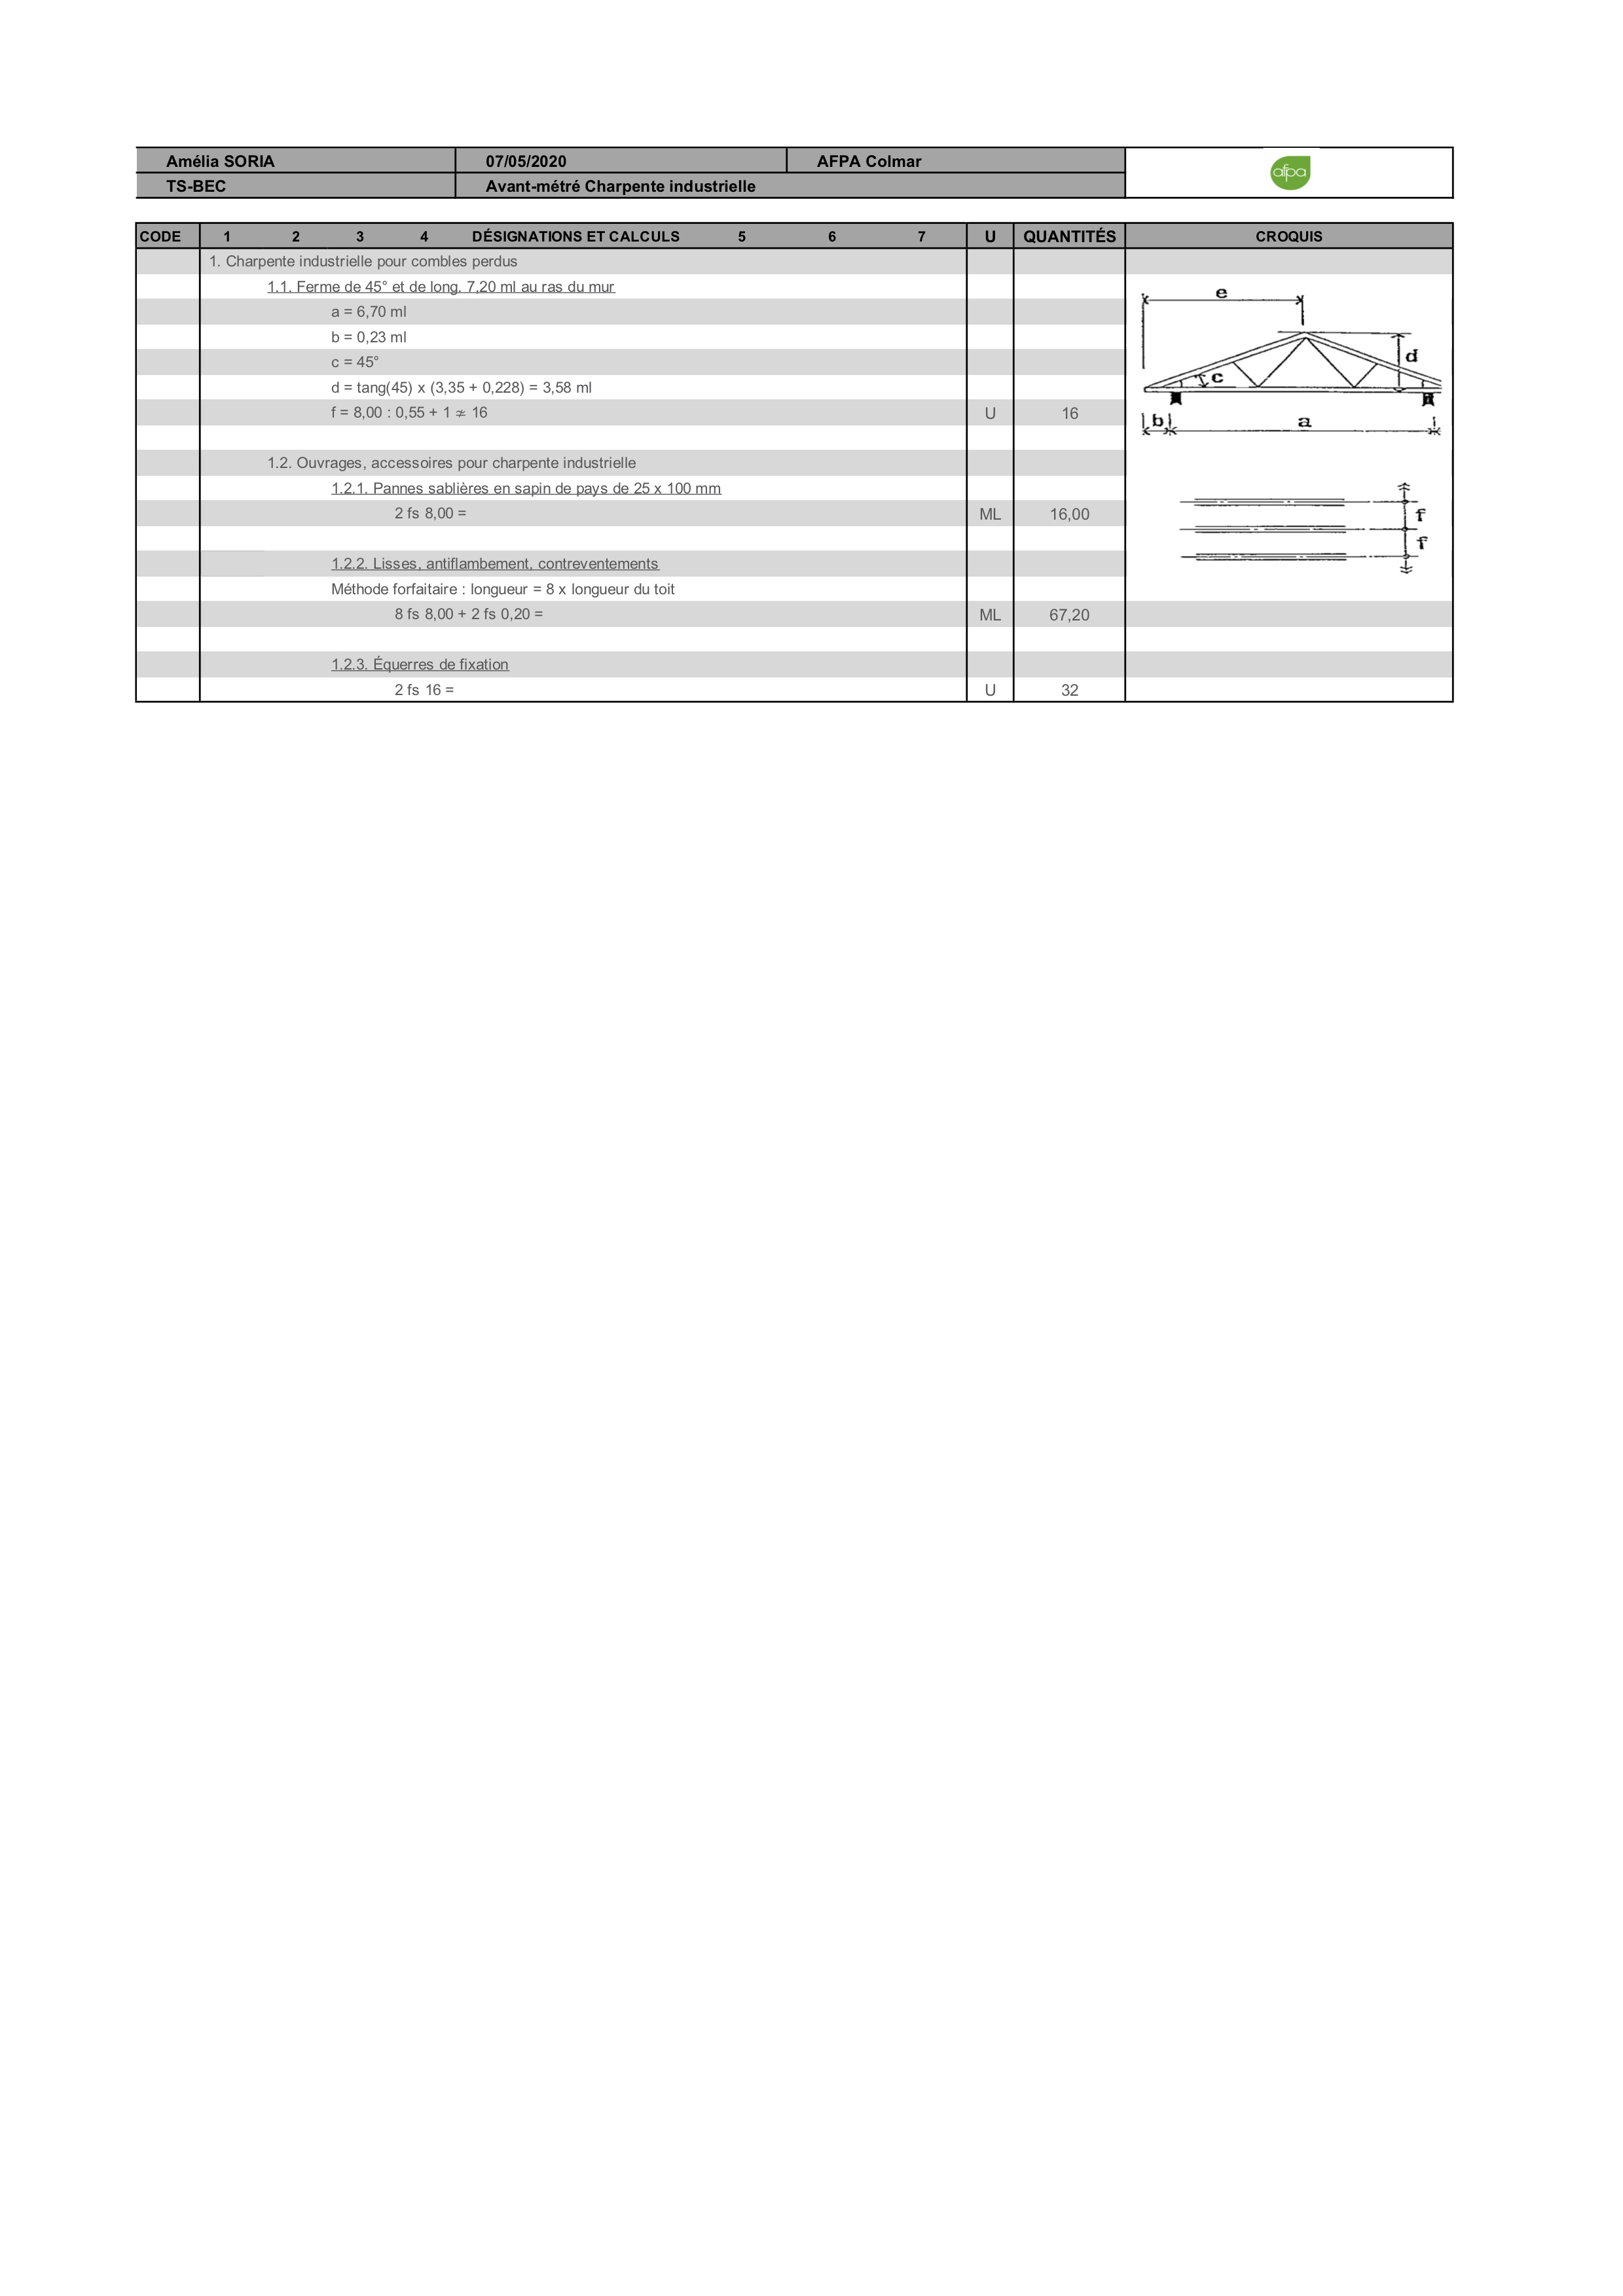 Amélia SORIA 07/05/2020 AFPA Colmar
afpa
TS-BEC Avant-métré Charpente industrielle
CODE 1 2 3 4 DÉSIGNATIONS ET CALCULS 5 6 7 U QUANTITÉS CROQUIS
1. Charpente industrielle pour combles perdus
1.1. Ferme de 45° et de long. 7,20 ml au ras du mur
a = 6,70 ml
b = 0,23 ml
c = 45°
d = tang(45) x (3,35 + 0,228) = 3,58 ml
f = 8,00 : 0,55 + 1 ≄ 16 U 16
1.2. Ouvrages, accessoires pour charpente industrielle
1.2.1. Pannes sablières en sapin de pays de 25 x 100 mm
2 fs 8,00 = ML 16,00
1.2.2. Lisses, antiflambement, contreventements
Méthode forfaitaire : longueur = 8 x longueur du toit
8 fs 8,00 + 2 fs 0,20 = ML 67,20
1.2.3. Équerres de fixation
2 fs 16 = U 32
e
d
c
b
a
f
f